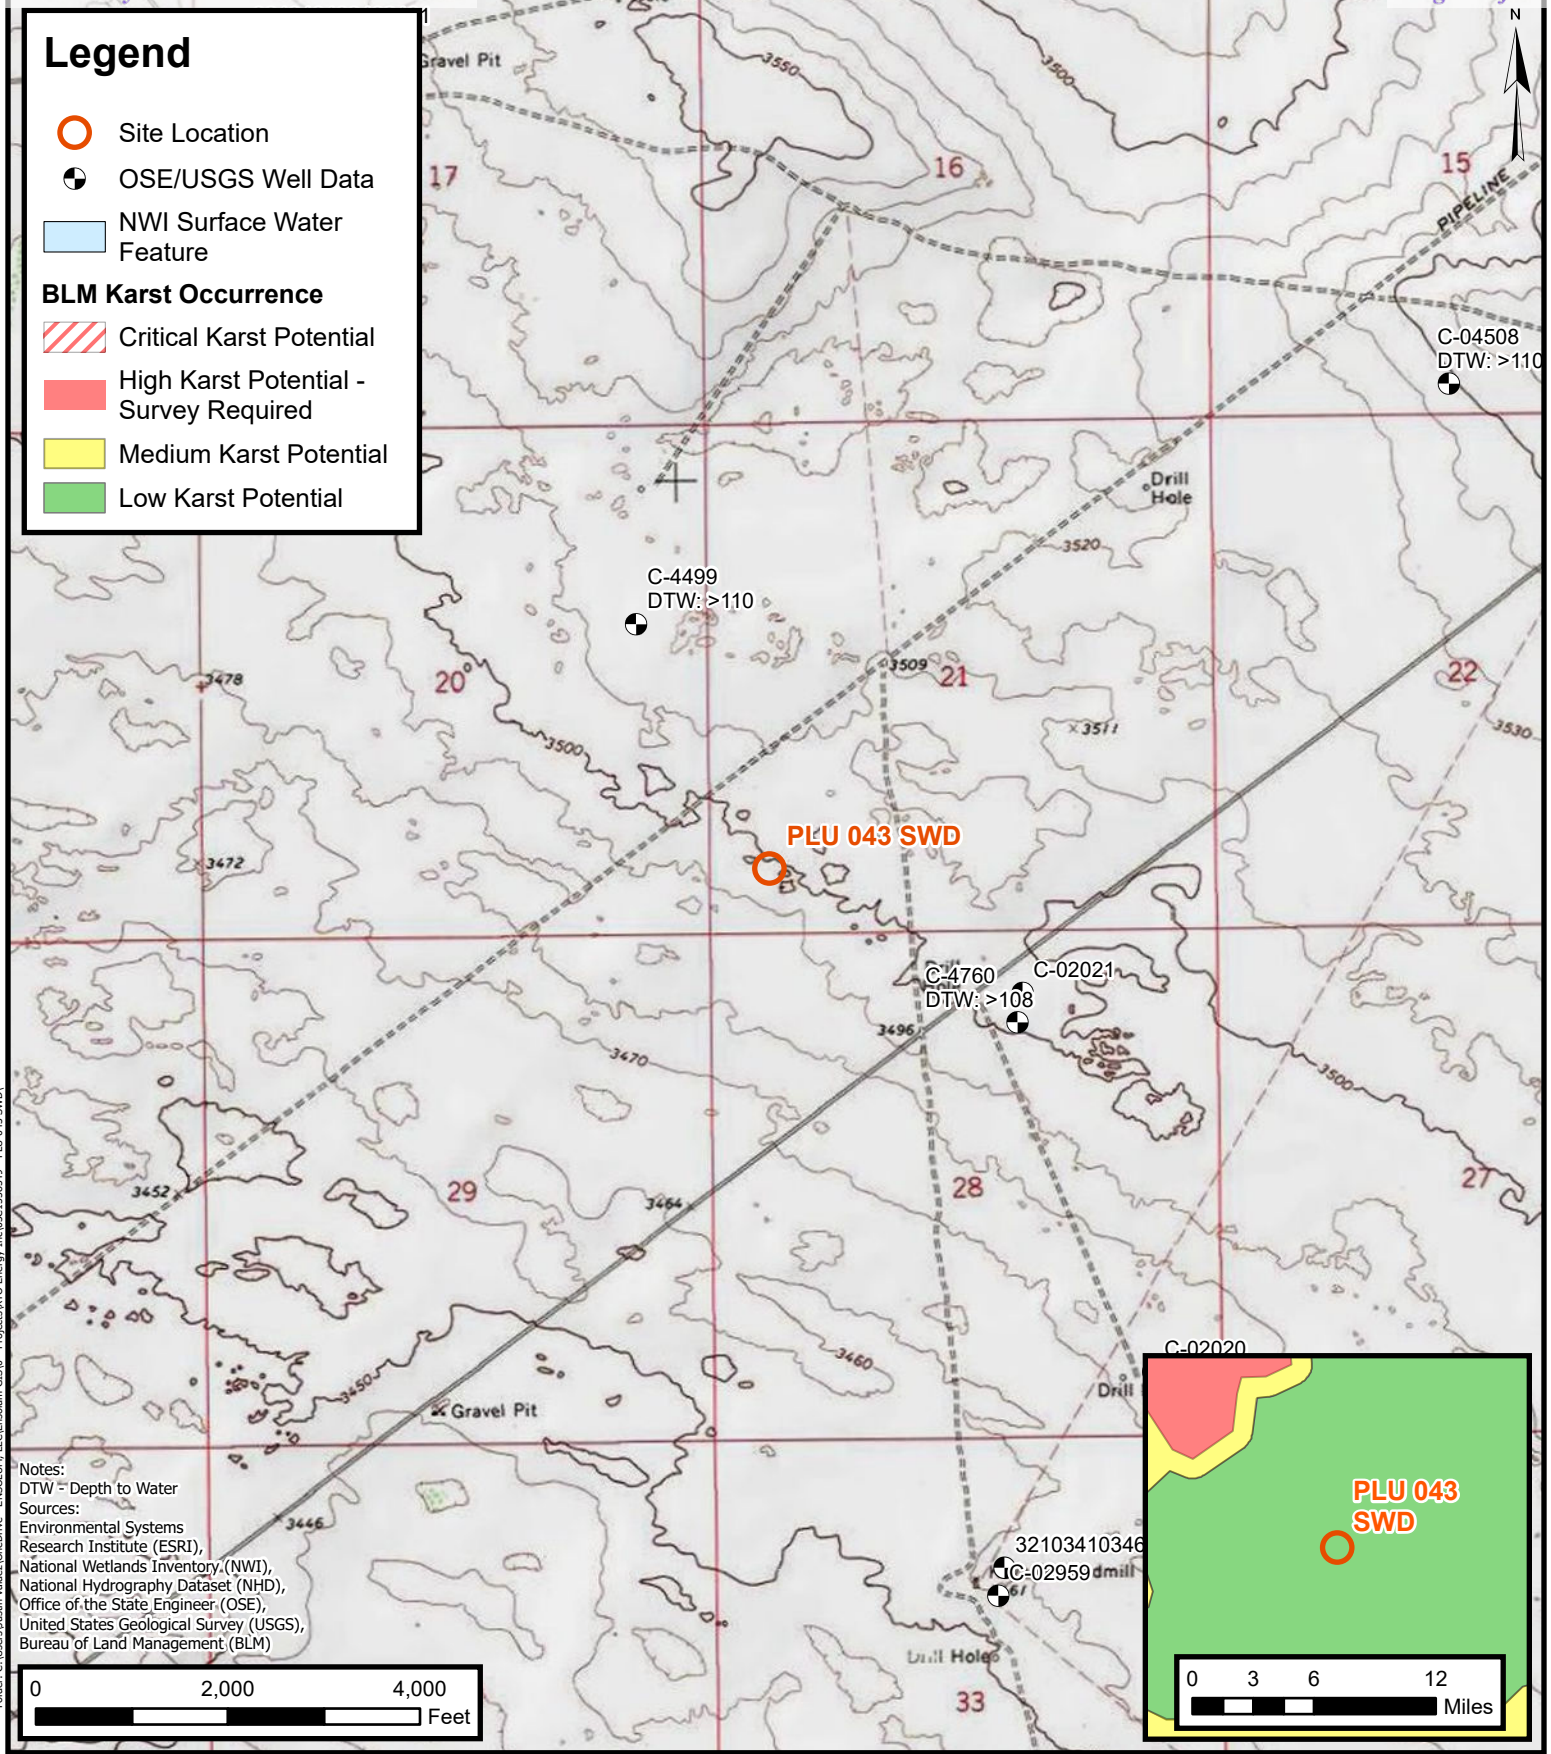 Legend
Site Location
OSE/USGS Well Data
NWI Surface Water
Feature
BLM Karst Occurrence
Critical Karst Potential
High Karst Potential -
Survey Required
Medium Karst Potential
Low Karst Potential
N
1
Gravel Pit
3550
3500
17
16
15
PIPELINE
C-04508
DTW: >110
Drill
Hole
3520
C-4499
DTW: >110
3509
3478
20
21
22
3511
3530
3500
PLU 043 SWD
3472
C-4760
DTW: >108
C-02021
3496
3470
3500
3452
29
3464
28
27
3460
C-02020
3450
Drill
Gravel Pit
3446
32103410346
C-02959
dmill
61
Drill Hole
33
PLU 043
SWD
0 3 6 12
Miles
Notes:
DTW - Depth to Water
Sources:
Environmental Systems
Research Institute (ESRI),
National Wetlands Inventory (NWI),
National Hydrography Dataset (NHD),
Office of the State Engineer (OSE),
United States Geological Survey (USGS),
Bureau of Land Management (BLM)
0 2,000 4,000
Feet